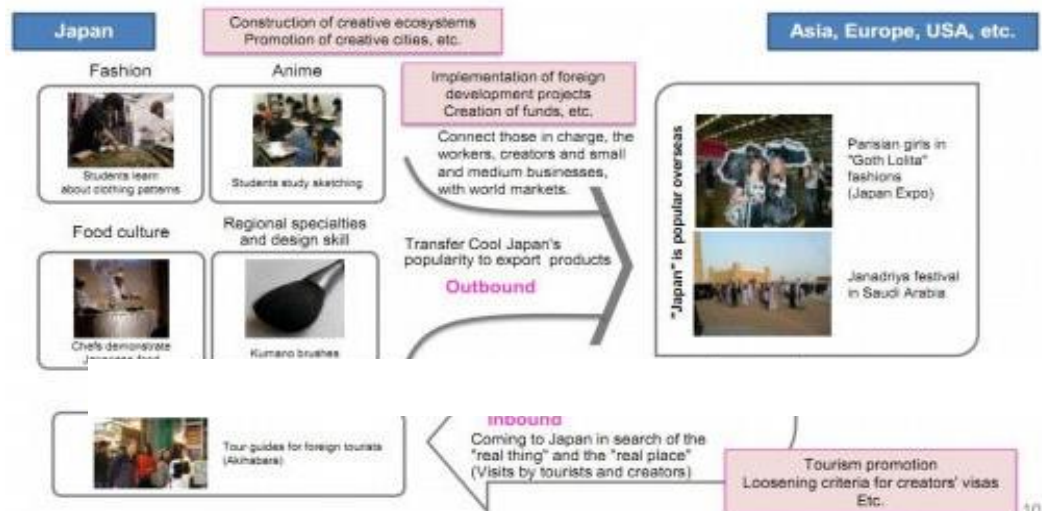 Japan
Construction of creative ecosystems
Promotion of creative cities, etc.
Asia, Europe, USA, etc.
Fashion
Anime
Students learn
about clothing patterns
Students study sketching
Implementation of foreign
development projects
Creation of funds, etc.
Connect those in charge, the
workers, creators and small
and medium businesses,
with world markets.
Food culture
Regional specialties
and design skill
Chefs demonstrate
Japanese food
Kumano brushes
Transfer Cool Japan's
popularity to export products
Outbound
"Japan" is popular overseas
Parisian girls in
"Goth Lolita"
fashions
(Japan Expo)
Janadriya festival
in Saudi Arabia
Tour guides for foreign tourists
(Akihabara)
Inbound
Coming to Japan in search of the
"real thing" and the "real place"
(Visits by tourists and creators)
Tourism promotion
Loosening criteria for creators' visas
Etc.
10